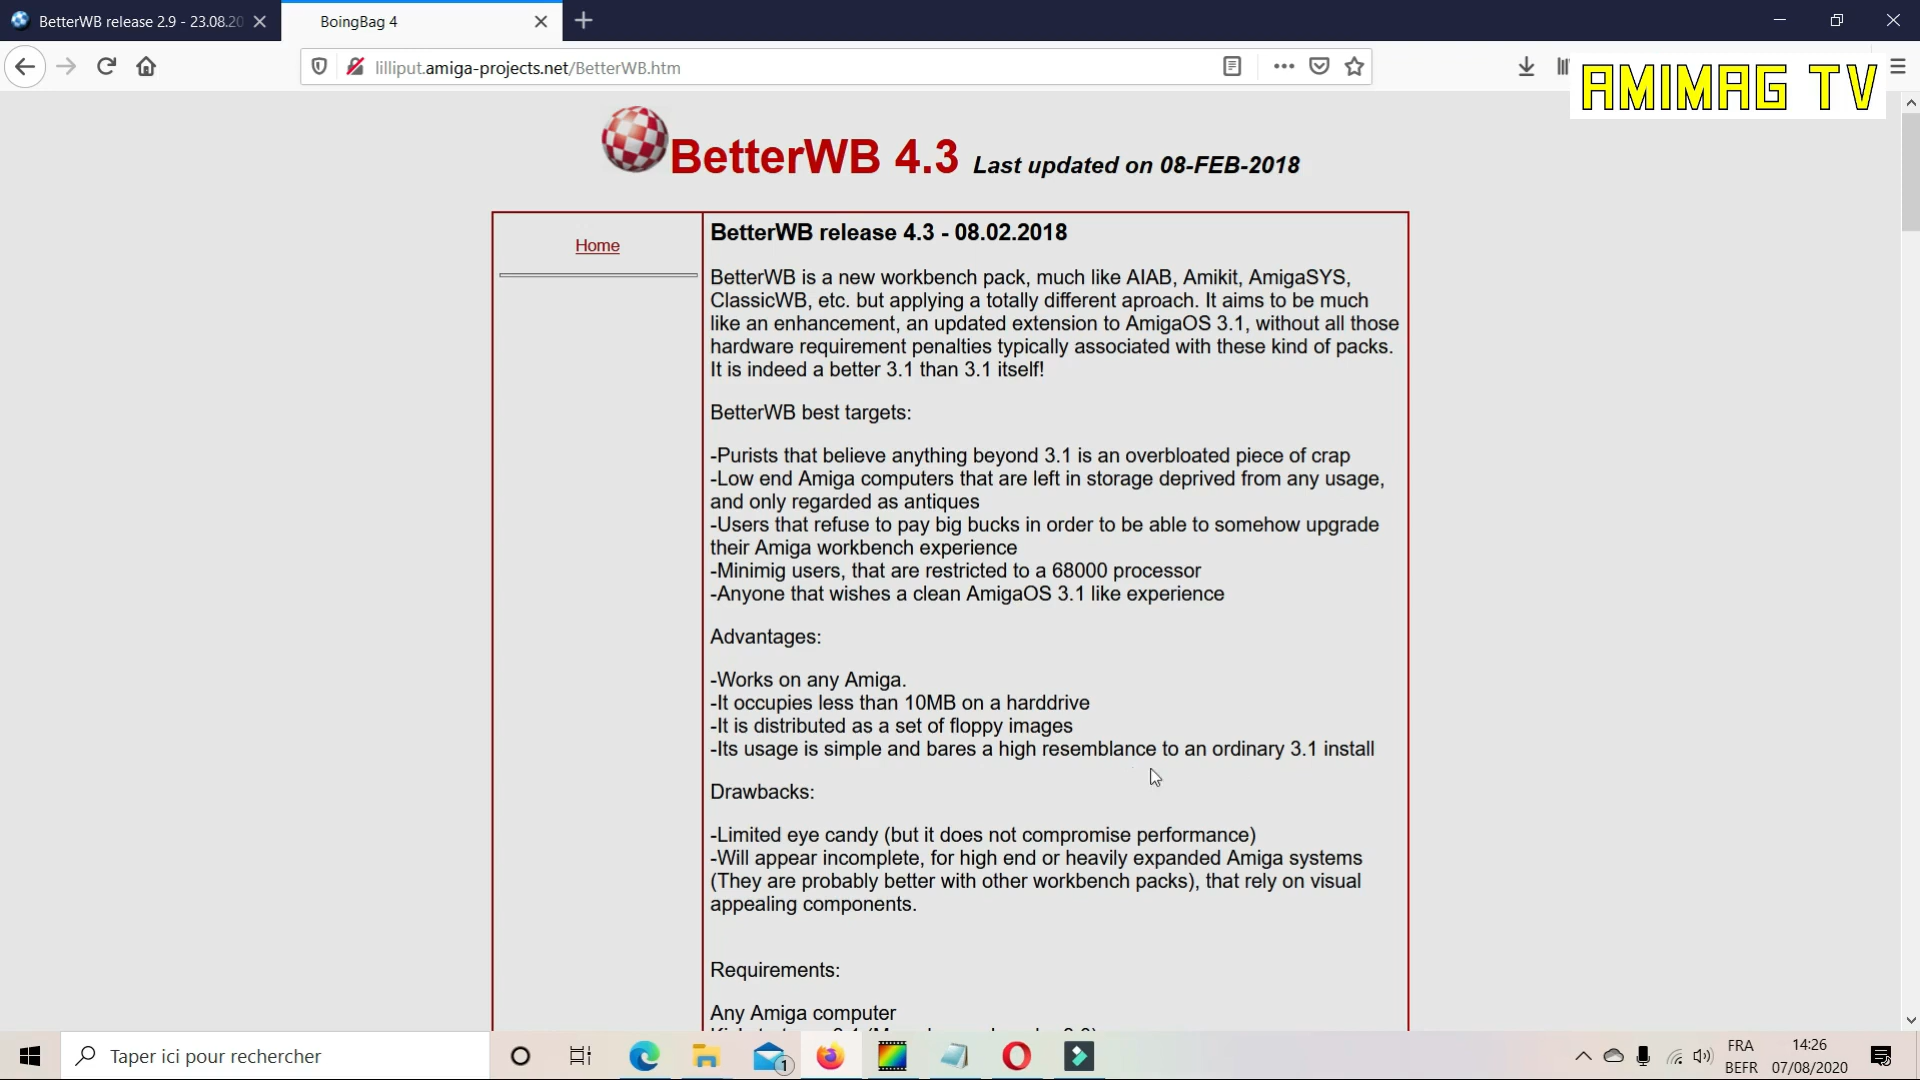 BetterWB release 2.9 - 23.08.20
BoingBag 4
lilliput.amiga-projects.net/BetterWB.htm
AMIMAG TV
BetterWB 4.3 Last updated on 08-FEB-2018
Home
BetterWB release 4.3 - 08.02.2018
BetterWB is a new workbench pack, much like AIAB, Amikit, AmigaSYS,
ClassicWB, etc. but applying a totally different aproach. It aims to be much
like an enhancement, an updated extension to AmigaOS 3.1, without all those
hardware requirement penalties typically associated with these kind of packs.
It is indeed a better 3.1 than 3.1 itself!
BetterWB best targets:
-Purists that believe anything beyond 3.1 is an overbloated piece of crap
-Low end Amiga computers that are left in storage deprived from any usage,
and only regarded as antiques
-Users that refuse to pay big bucks in order to be able to somehow upgrade
their Amiga workbench experience
-Minimig users, that are restricted to a 68000 processor
-Anyone that wishes a clean AmigaOS 3.1 like experience
Advantages:
-Works on any Amiga.
-It occupies less than 10MB on a harddrive
-It is distributed as a set of floppy images
-Its usage is simple and bares a high resemblance to an ordinary 3.1 install
Drawbacks:
-Limited eye candy (but it does not compromise performance)
-Will appear incomplete, for high end or heavily expanded Amiga systems
(They are probably better with other workbench packs), that rely on visual
appealing components.
Requirements:
Any Amiga computer
Taper ici pour rechercher
1
FRA
BEFR
14:26
07/08/2020